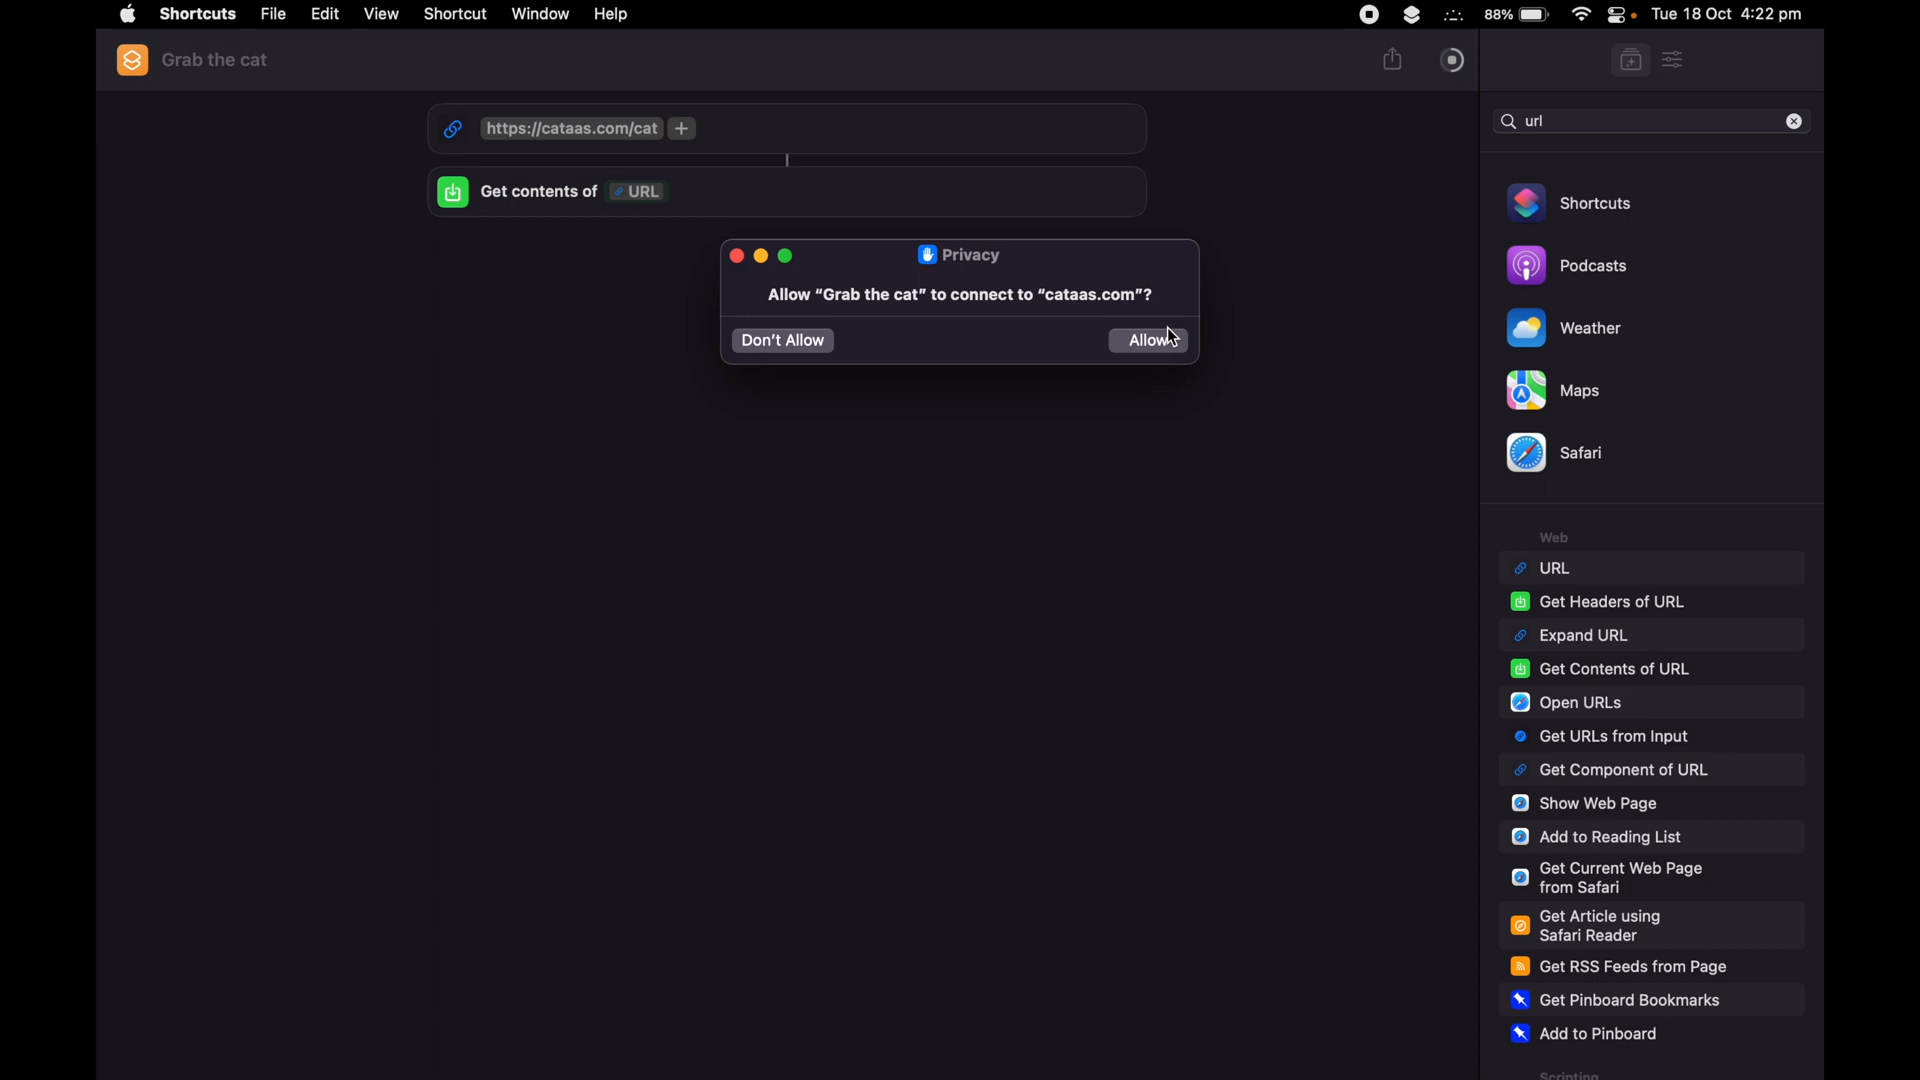 Shortcuts File Edit View Shortcut Window Help 88% Tue 18 Oct 4:22 pm
Grab the cat
https://cataas.com/cat +
Get contents of URL
Privacy
Allow “Grab the cat” to connect to “cataas.com”?
Don't Allow Allow
url
Shortcuts
Podcasts
Weather
Maps
Safari
Web
URL
Get Headers of URL
Expand URL
Get Contents of URL
Open URLs
Get URLs from Input
Get Component of URL
Show Web Page
Add to Reading List
Get Current Web Page
from Safari
Get Article using
Safari Reader
Get RSS Feeds from Page
Get Pinboard Bookmarks
Add to Pinboard
Scripting